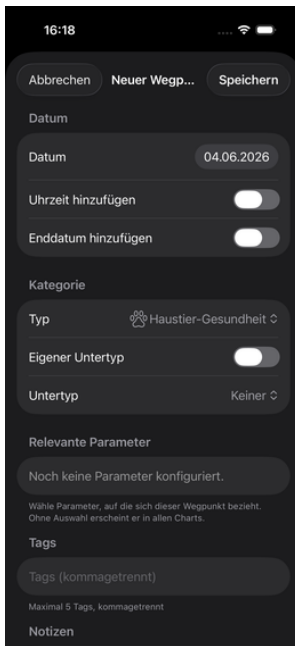 16:18
Abbrechen
Neuer Wegp...
Speichern
Datum
Datum
04.06.2026
Uhrzeit hinzufügen
Enddatum hinzufügen
Kategorie
Typ
Haustier-Gesundheit
Eigener Untertyp
Untertyp
Keiner
Relevante Parameter
Noch keine Parameter konfiguriert.
Wähle Parameter, auf die sich dieser Wegpunkt bezieht.
Ohne Auswahl erscheint er in allen Charts.
Tags
Tags (kommagetrennt)
Maximal 5 Tags, kommagetrennt
Notizen